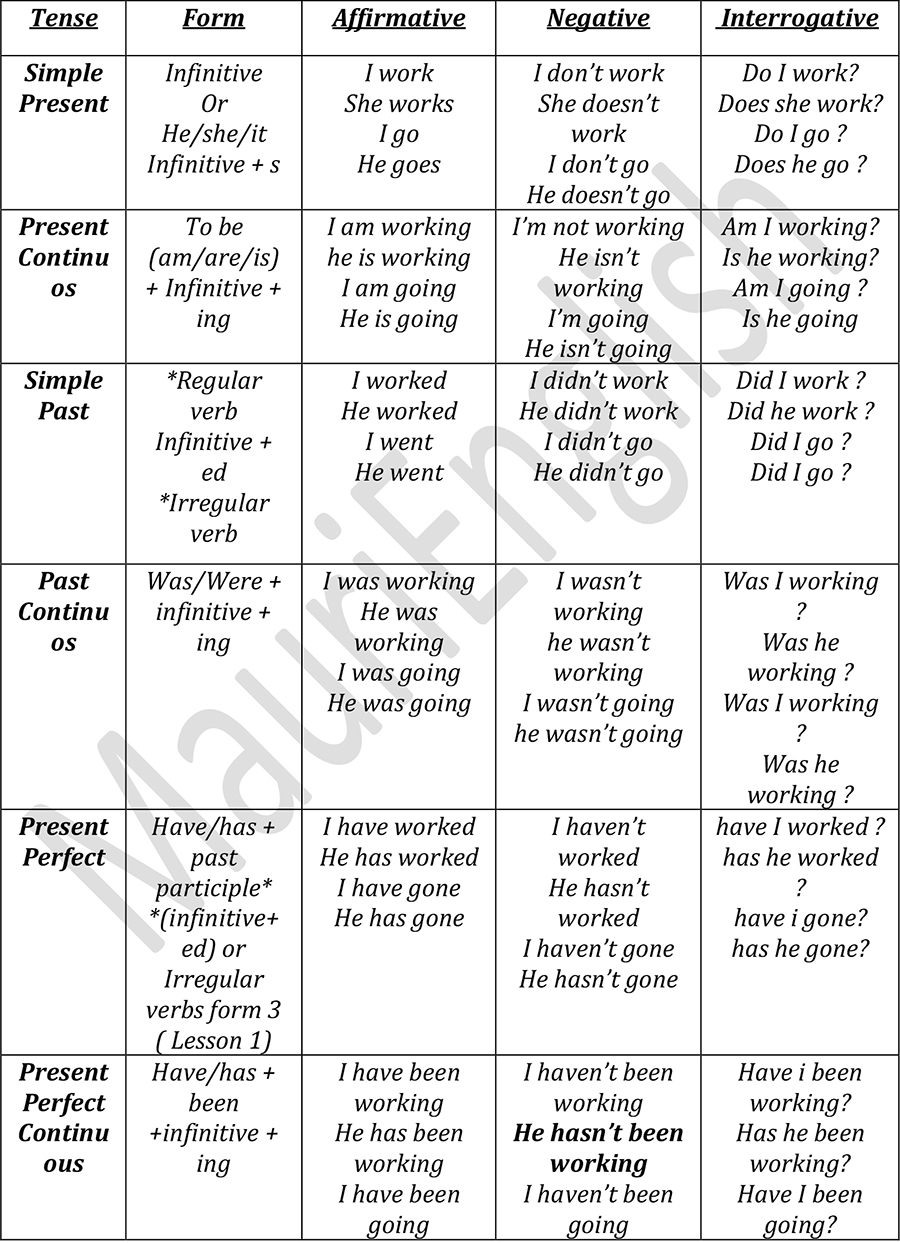 Tense Form Affirmative Negative Interrogative
Simple
Present
Infinitive
Or
He/she/it
Infinitive + s
I work
She works
I go
He goes
I don't work
She doesn't
work
I don't go
He doesn't go
Do I work?
Does she work?
Do I go ?
Does he go ?
Present
Continu
os
To be
(am/are/is)
+ Infinitive +
ing
I am working
he is working
I am going
He is going
I'm not working
He isn't
working
I'm going
He isn't going
Am I working?
Is he working?
Am I going ?
Is he going
Simple
Past
*Regular
verb
Infinitive +
ed
*Irregular
verb
I worked
He worked
I went
He went
I didn't work
He didn't work
I didn't go
He didn't go
Did I work ?
Did he work ?
Did I go ?
Did I go ?
Past
Continu
os
Was/Were +
infinitive +
ing
I was working
He was
working
I was going
He was going
I wasn't
working
he wasn't
working
I wasn't going
he wasn't going
Was I working
?
Was he
working ?
Was I working
?
Was he
working ?
Present
Perfect
Have/has +
past
participle*
*(infinitive+
ed) or
Irregular
verbs form 3
( Lesson 1)
I have worked
He has worked
I have gone
He has gone
I haven't
worked
He hasn't
worked
I haven't gone
He hasn't gone
have I worked ?
has he worked
?
have i gone?
has he gone?
Present
Perfect
Continu
ous
Have/has +
been
+infinitive +
ing
I have been
working
He has been
working
I have been
going
I haven't been
working
He hasn't been
working
I haven't been
going
Have i been
working?
Has he been
working?
Have I been
going?
MauriEnglish